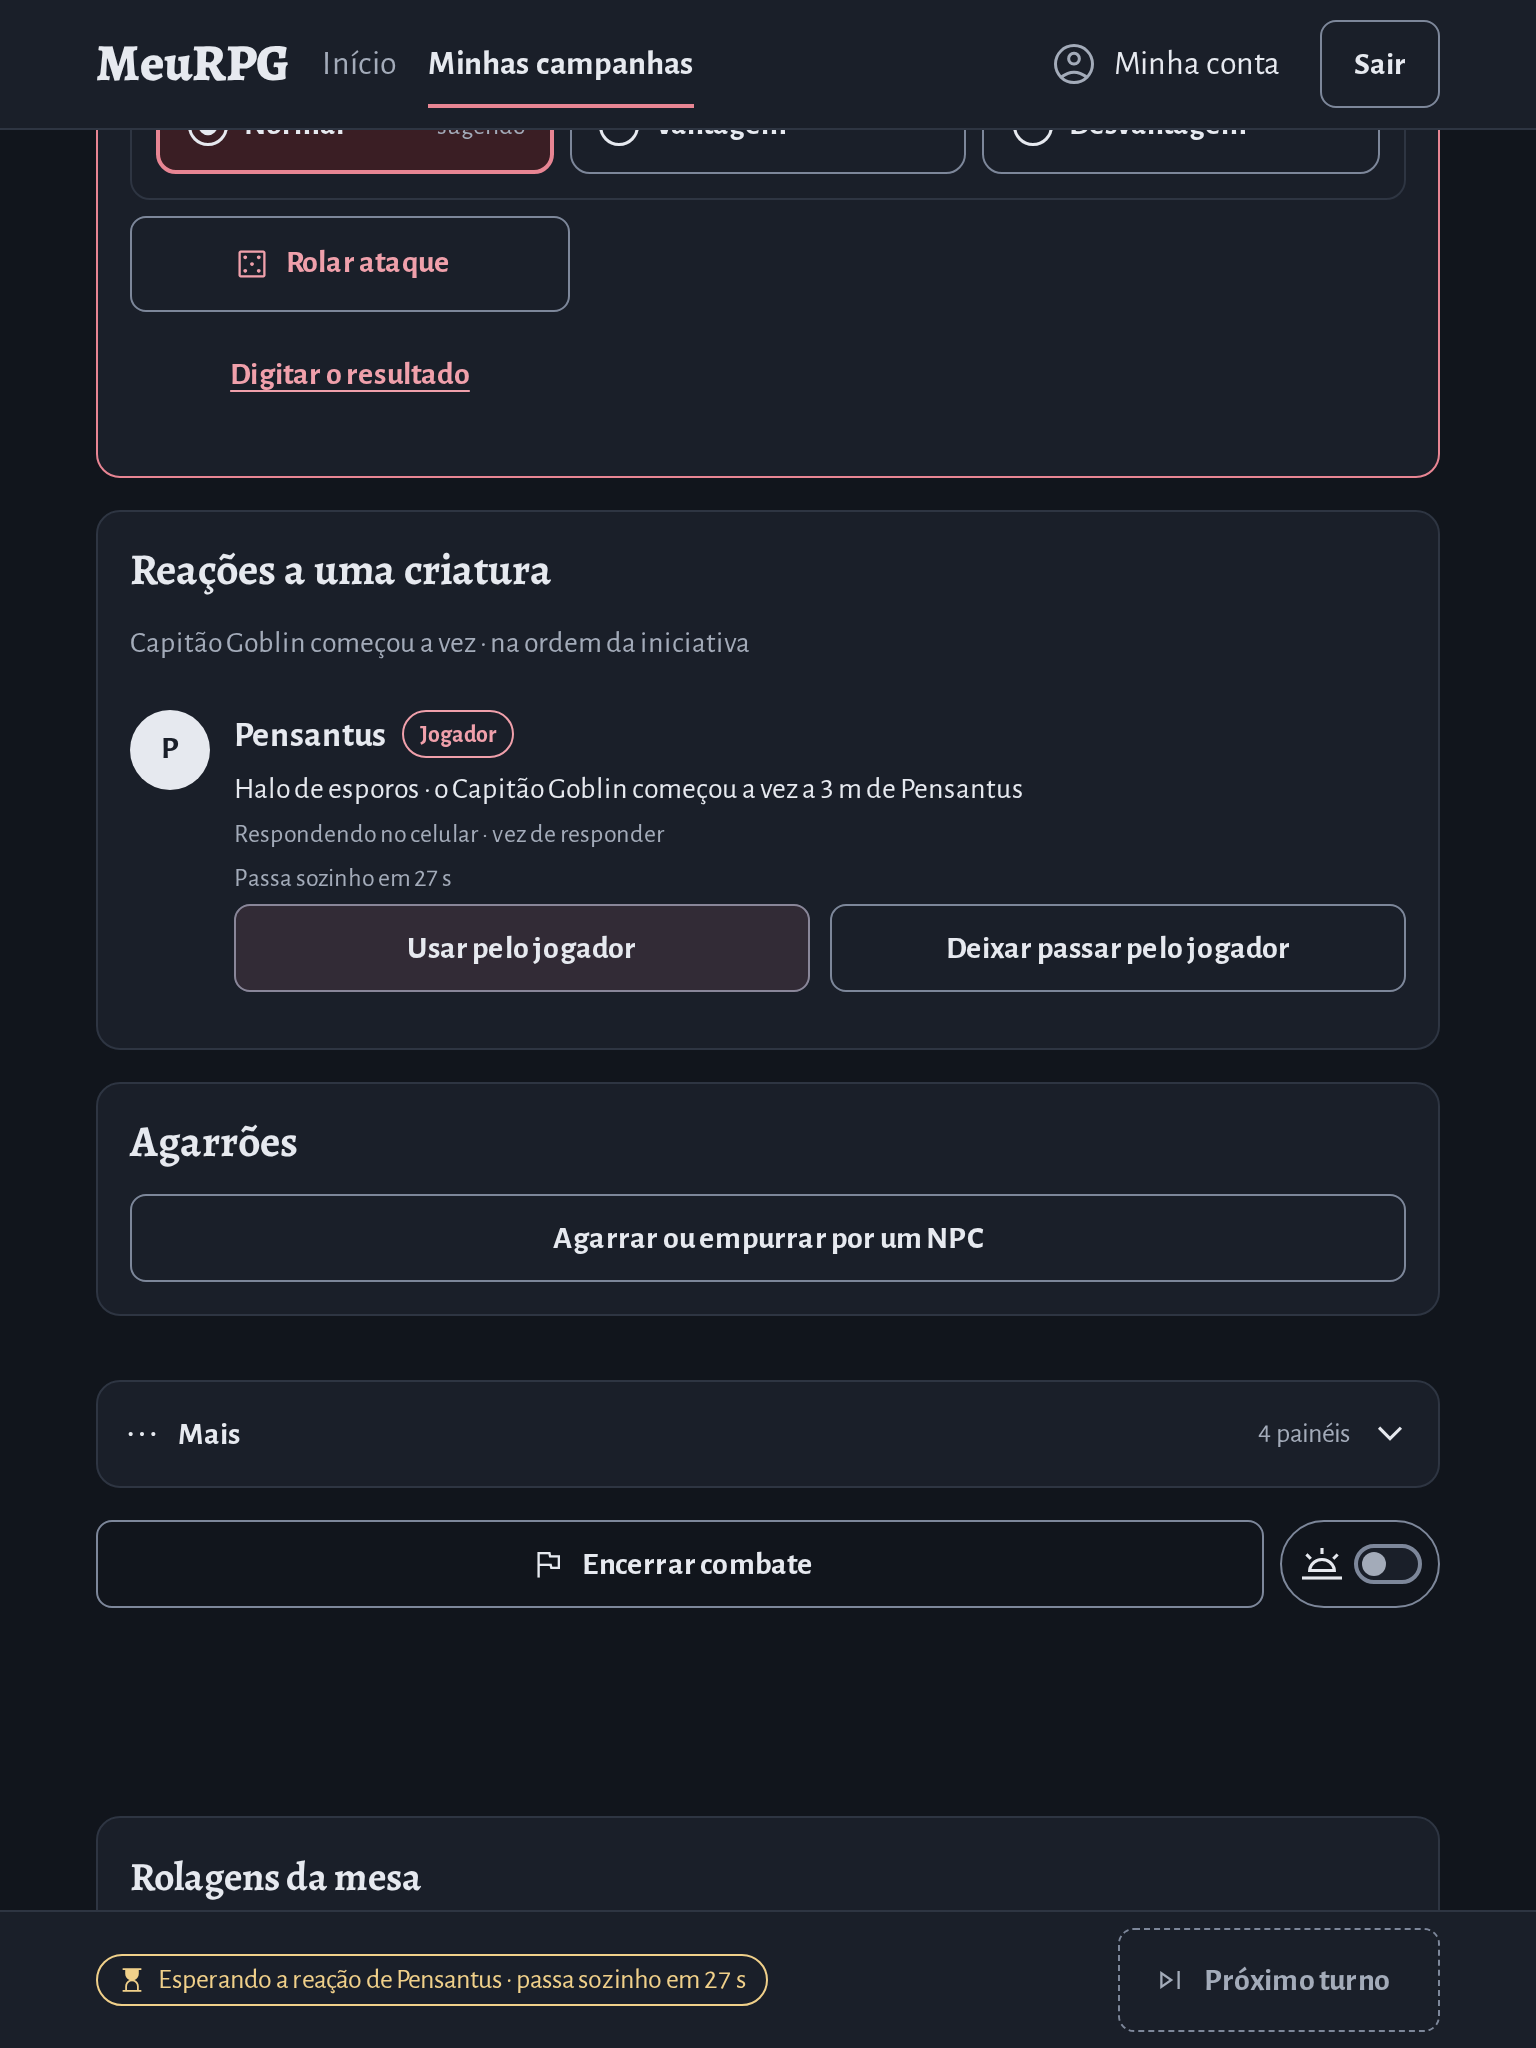 MeuRPG Início Minhas campanhas Minha conta Sair
Normal Sugerido Vantagem Desvantagem
Rolar ataque
Digitar o resultado
Reações a uma criatura
Capitão Goblin começou a vez · na ordem da iniciativa
P
Pensantus Jogador
Halo de esporos · o Capitão Goblin começou a vez a 3 m de Pensantus
Respondendo no celular · vez de responder
Passa sozinho em 27 s
Usar pelo jogador Deixar passar pelo jogador
Agarrões
Agarrar ou empurrar por um NPC
··· Mais 4 painéis
Encerrar combate
Rolagens da mesa
Esperando a reação de Pensantus · passa sozinho em 27 s Próximo turno